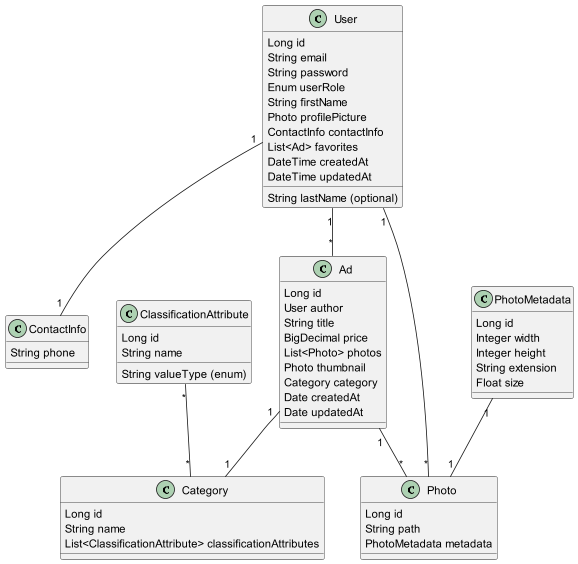 C User
Long id
String email
String password
Enum userRole
String firstName
Photo profilePicture
ContactInfo contactInfo
List<Ad> favorites
DateTime createdAt
DateTime updatedAt
String lastName (optional)
1
1
*
1
1
C ContactInfo
String phone
C ClassificationAttribute
Long id
String name
String valueType (enum)
*
*
C Ad
Long id
User author
String title
BigDecimal price
List<Photo> photos
Photo thumbnail
Category category
Date createdAt
Date updatedAt
1
1
1
*
*
C PhotoMetadata
Long id
Integer width
Integer height
String extension
Float size
1
1
C Category
Long id
String name
List<ClassificationAttribute> classificationAttributes
C Photo
Long id
String path
PhotoMetadata metadata